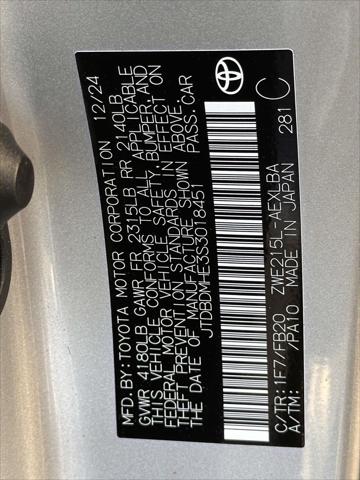 MFD. BY: TOYOTA MOTOR CORPORATION 12/24
GVWR 4180LB GAWR FR 2315LB RR 2140LB
THIS VEHICLE CONFORMS TO ALL APPLICABLE
FEDERAL MOTOR VEHICLE SAFETY, BUMPER, AND
THEFT PREVENTION STANDARDS IN EFFECT ON
THE DATE OF MANUFACTURE SHOWN ABOVE.
JTDBDMHE3S3018451 PASS. CAR
C/TR: 1F7/FB20 ZWE215L-AEXLBA
A/TM: /PA10 MADE IN JAPAN 281
C
TOYOTA